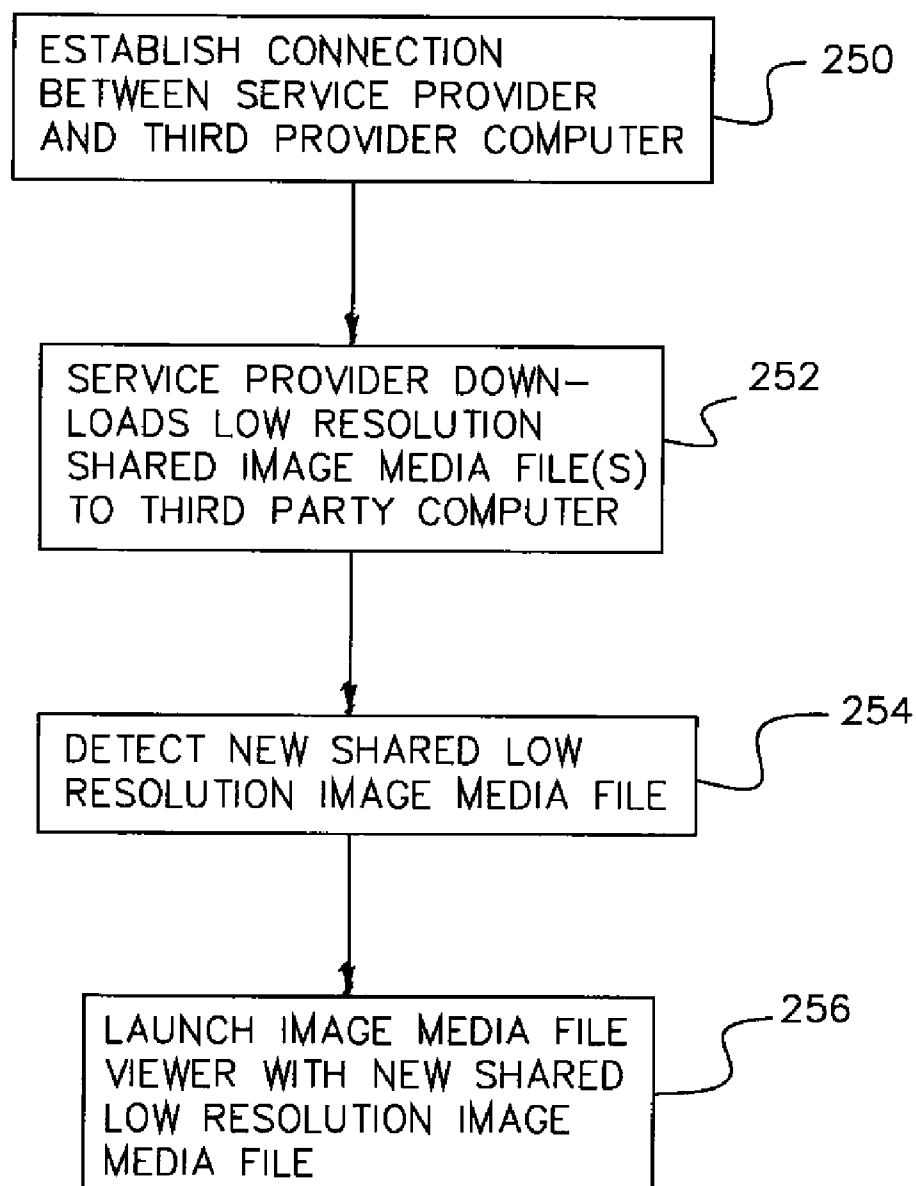 ESTABLISH CONNECTION
BETWEEN SERVICE PROVIDER
AND THIRD PROVIDER COMPUTER
250
SERVICE PROVIDER DOWN-
LOADS LOW RESOLUTION
SHARED IMAGE MEDIA FILE(S)
TO THIRD PARTY COMPUTER
252
DETECT NEW SHARED LOW
RESOLUTION IMAGE MEDIA FILE
254
LAUNCH IMAGE MEDIA FILE
VIEWER WITH NEW SHARED
LOW RESOLUTION IMAGE
MEDIA FILE
256